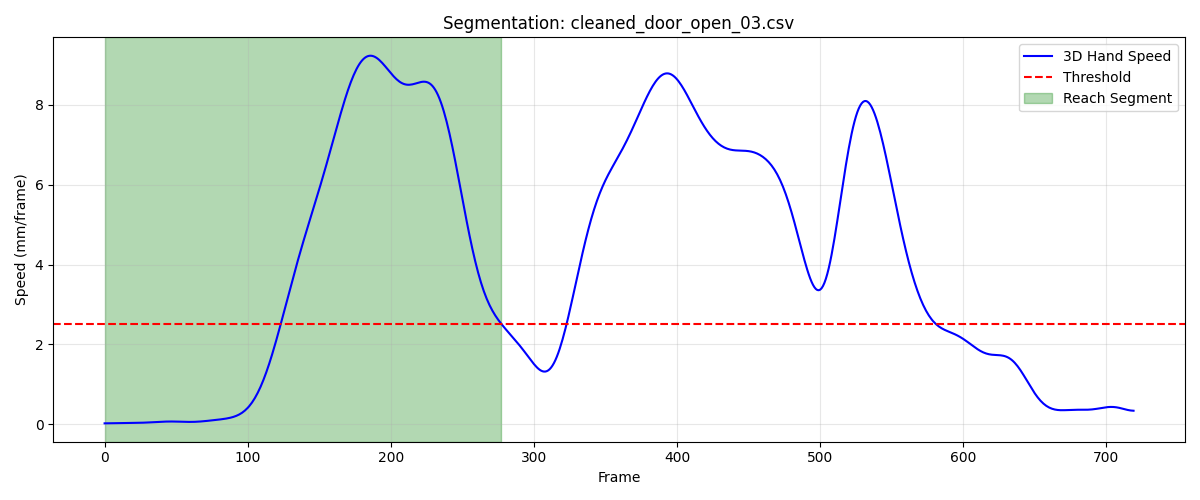 Segmentation: cleaned_door_open_03.csv
3D Hand Speed
Threshold
Reach Segment
Speed (mm/frame)
8
6
4
2
0
0 100 200 300 400 500 600 700
Frame